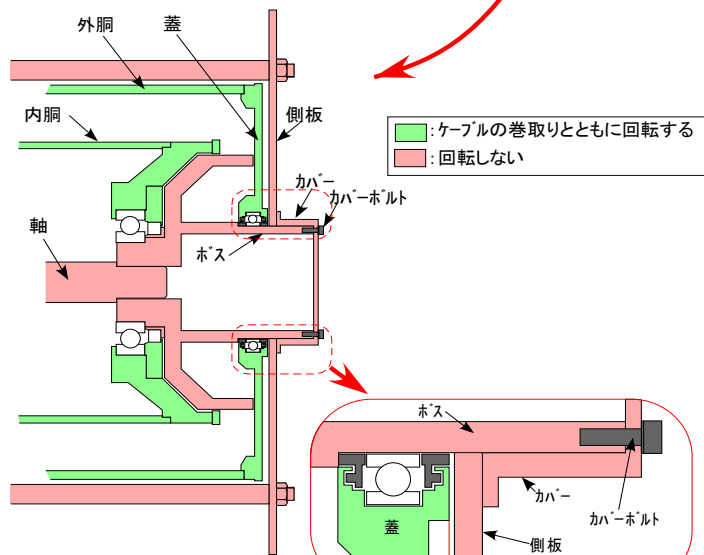 外胴
蓋
内胴
側板
:ｹｰﾌﾞﾙの巻取りとともに回転する
:回転しない
ｶﾊﾞｰ
ｶﾊﾞｰﾎﾞﾙﾄ
軸
ﾎﾞｽ
ﾎﾞｽ
ｶﾊﾞｰ
ｶﾊﾞｰﾎﾞﾙﾄ
蓋
側板